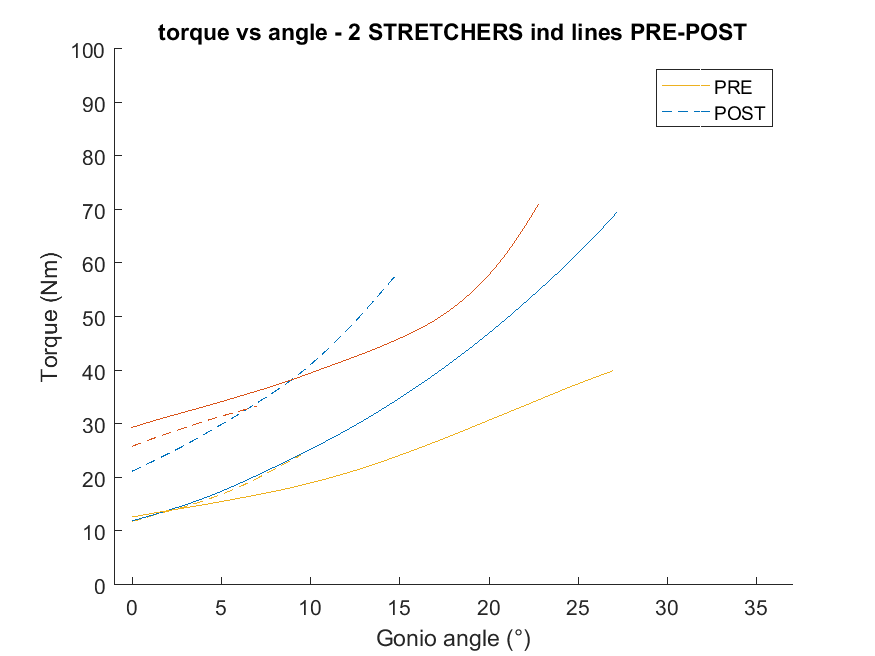 torque vs angle - 2 STRETCHERS ind lines PRE-POST
100
90
80
70
60
50
40
30
20
10
0
Torque (Nm)
PRE
POST
0 5 10 15 20 25 30 35
Gonio angle (°)